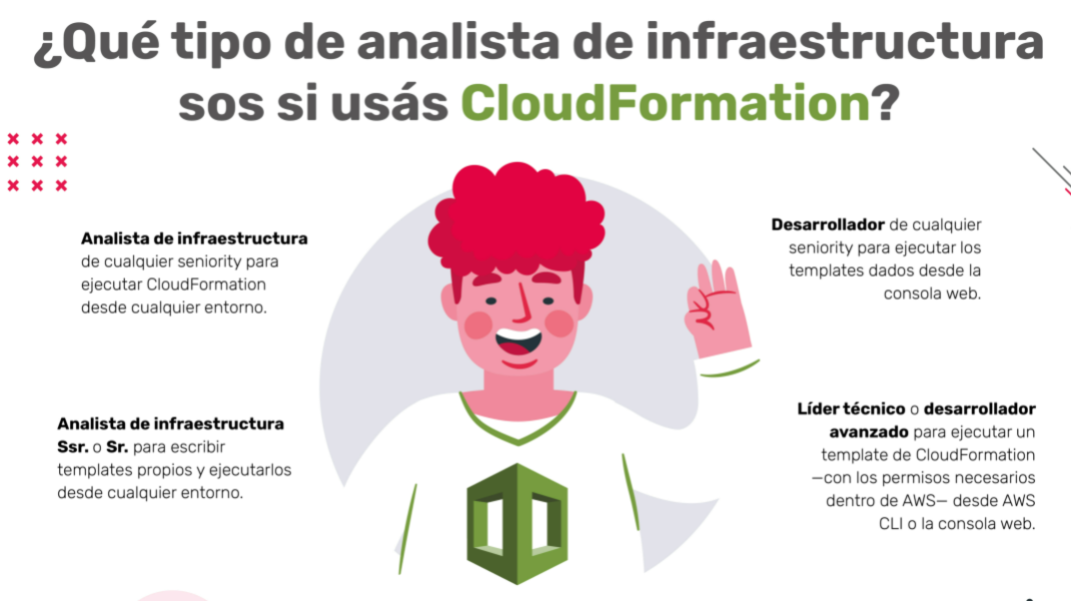 ¿Qué tipo de analista de infraestructura
sos si usás CloudFormation?
Analista de infraestructura
de cualquier seniority para
ejecutar CloudFormation
desde cualquier entorno.
Desarrollador de cualquier
seniority para ejecutar los
templates dados desde la
consola web.
Analista de infraestructura
Ssr. o Sr. para escribir
templates propios y ejecutarlos
desde cualquier entorno.
Líder técnico o desarrollador
avanzado para ejecutar un
template de CloudFormation
—con los permisos necesarios
dentro de AWS— desde AWS
CLI o la consola web.